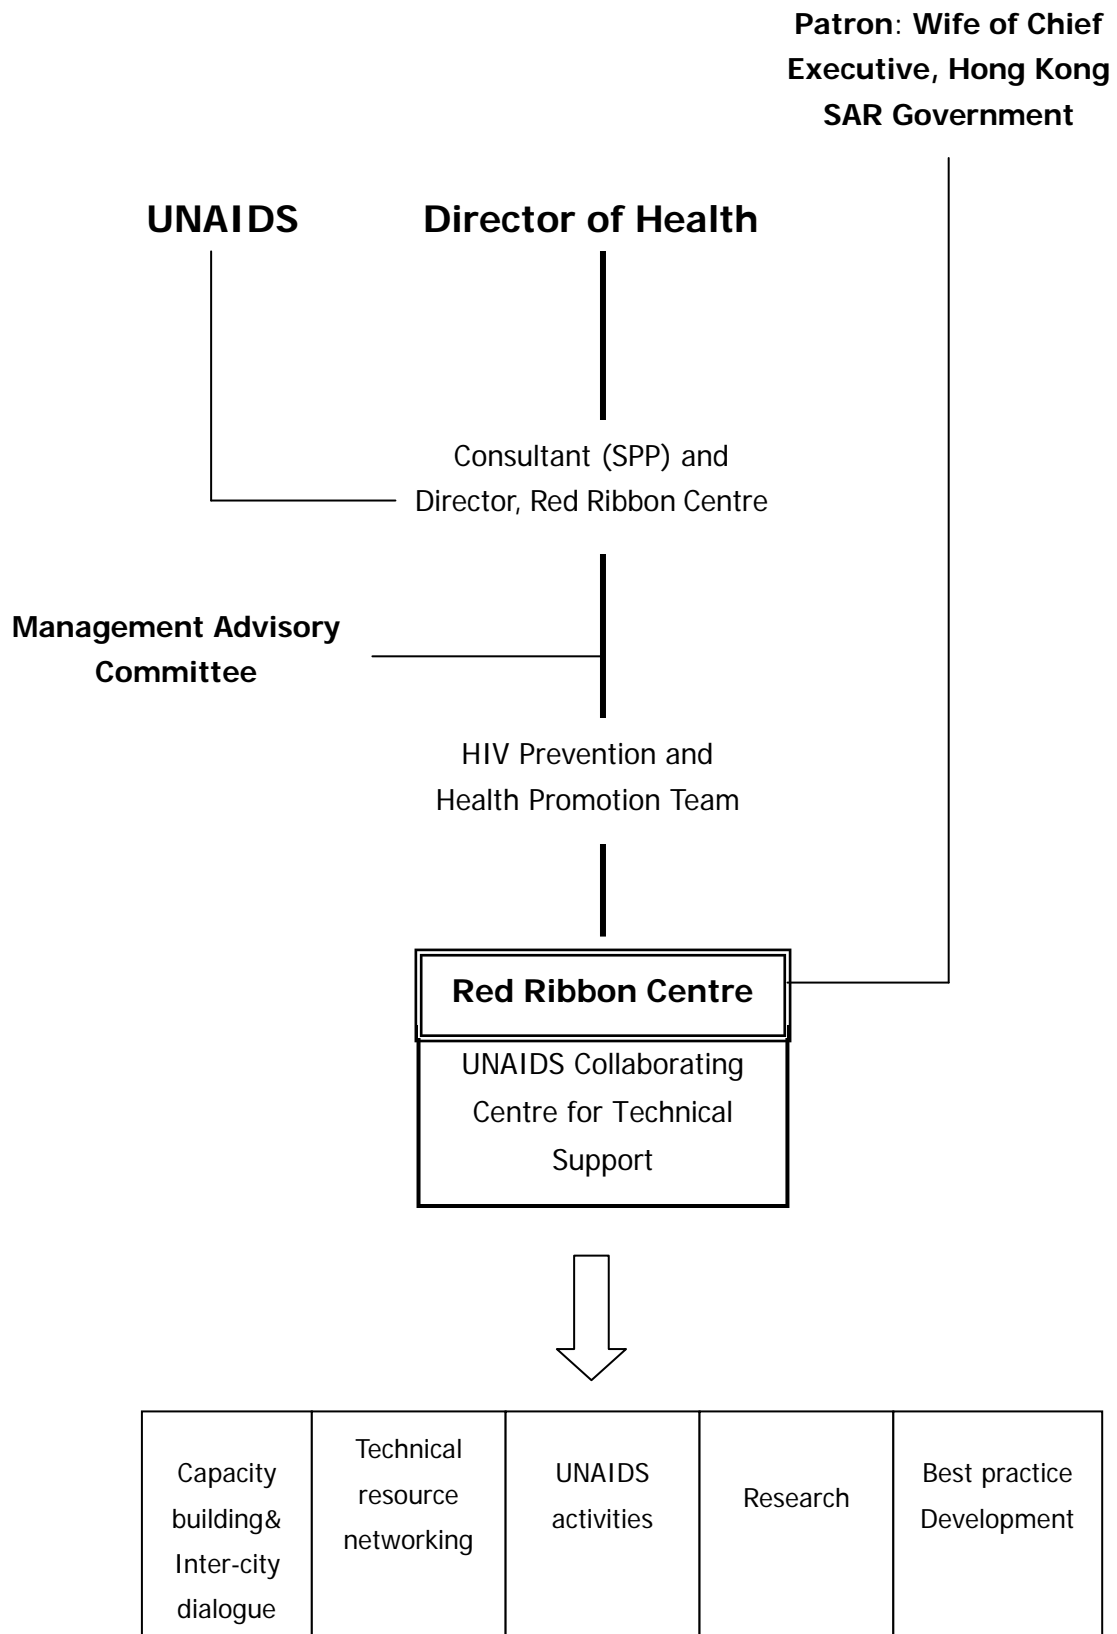 Patron: Wife of Chief
Executive, Hong Kong
SAR Government
UNAIDS
Director of Health
Consultant (SPP) and
Director, Red Ribbon Centre
Management Advisory
Committee
HIV Prevention and
Health Promotion Team
Red Ribbon Centre
UNAIDS Collaborating
Centre for Technical
Support
Capacity
building&
Inter-city
dialogue
Technical
resource
networking
UNAIDS
activities
Research
Best practice
Development